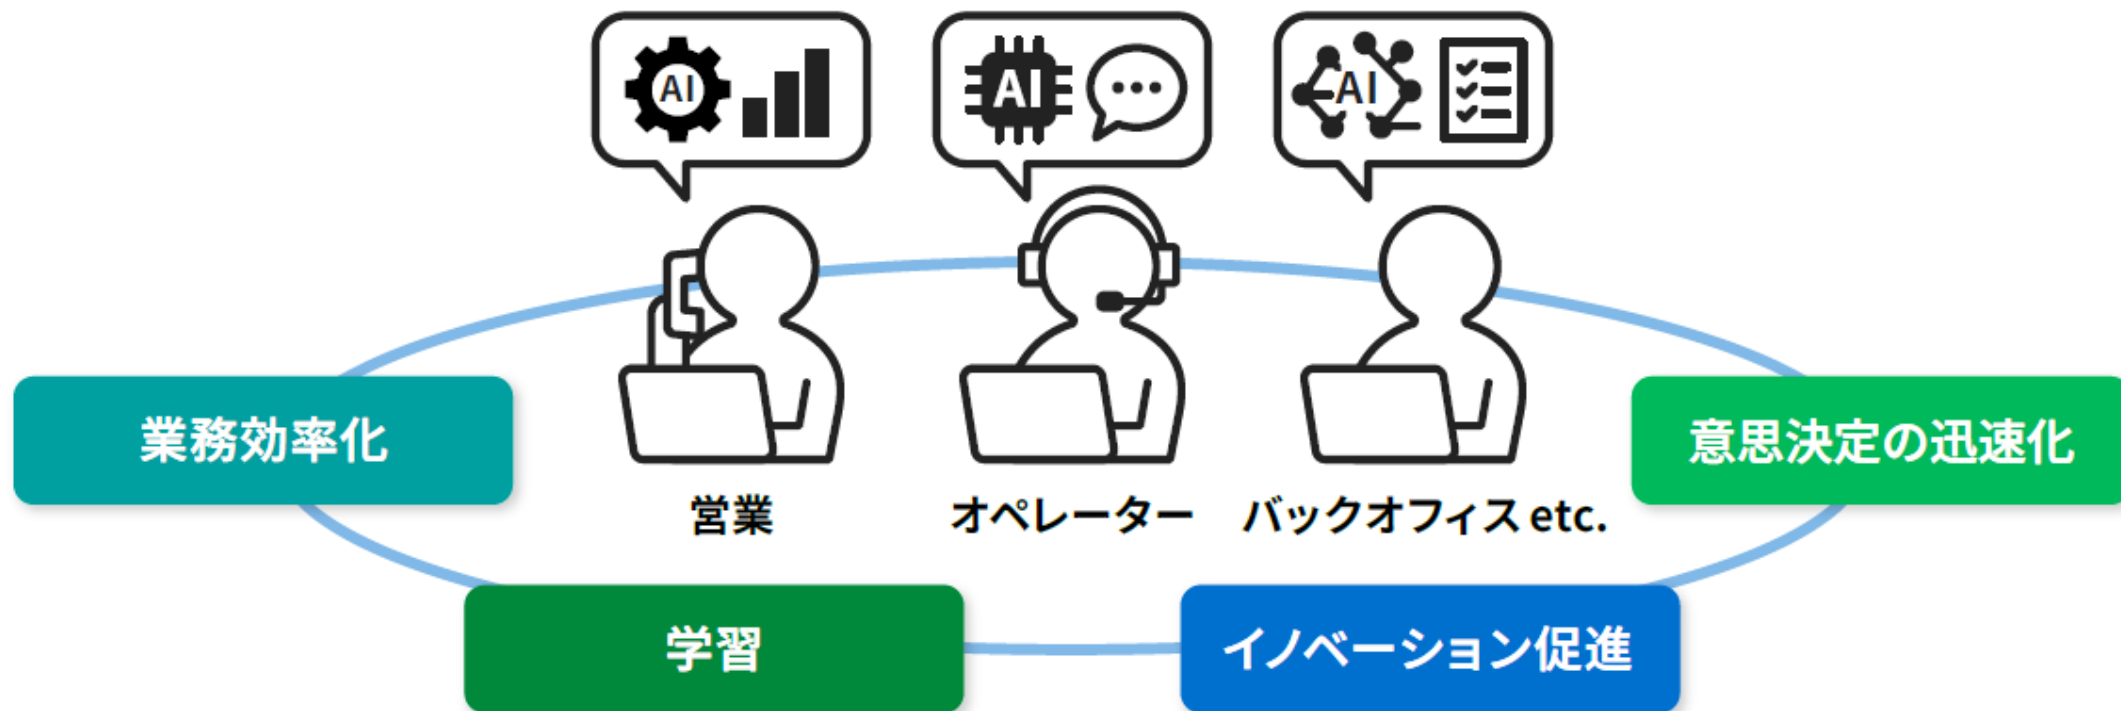 AI
AI
AI
業務効率化
意思決定の迅速化
営業
オペレーター
バックオフィス etc.
学習
イノベーション促進